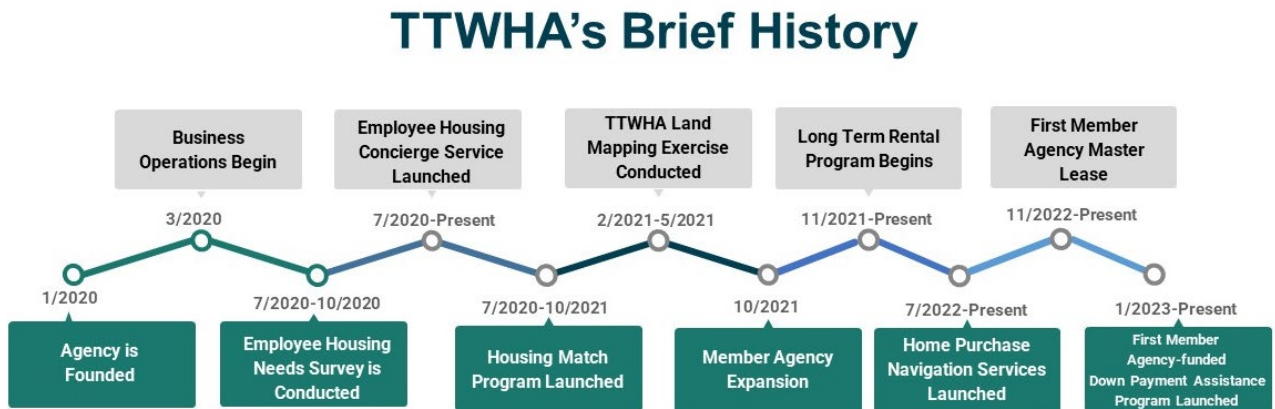 TTWHA's Brief History
Business
Operations Begin
Employee Housing
Concierge Service
Launched
TTWHA Land
Mapping Exercise
Conducted
Long Term Rental
Program Begins
First Member
Agency Master
Lease
3/2020
7/2020-Present
2/2021-5/2021
11/2021-Present
11/2022-Present
1/2020
7/2020-10/2020
7/2020-10/2021
10/2021
7/2022-Present
1/2023-Present
Agency is
Founded
Employee Housing
Needs Survey is
Conducted
Housing Match
Program Launched
Member Agency
Expansion
Home Purchase
Navigation Services
Launched
First Member
Agency-funded
Down Payment Assistance
Program Launched